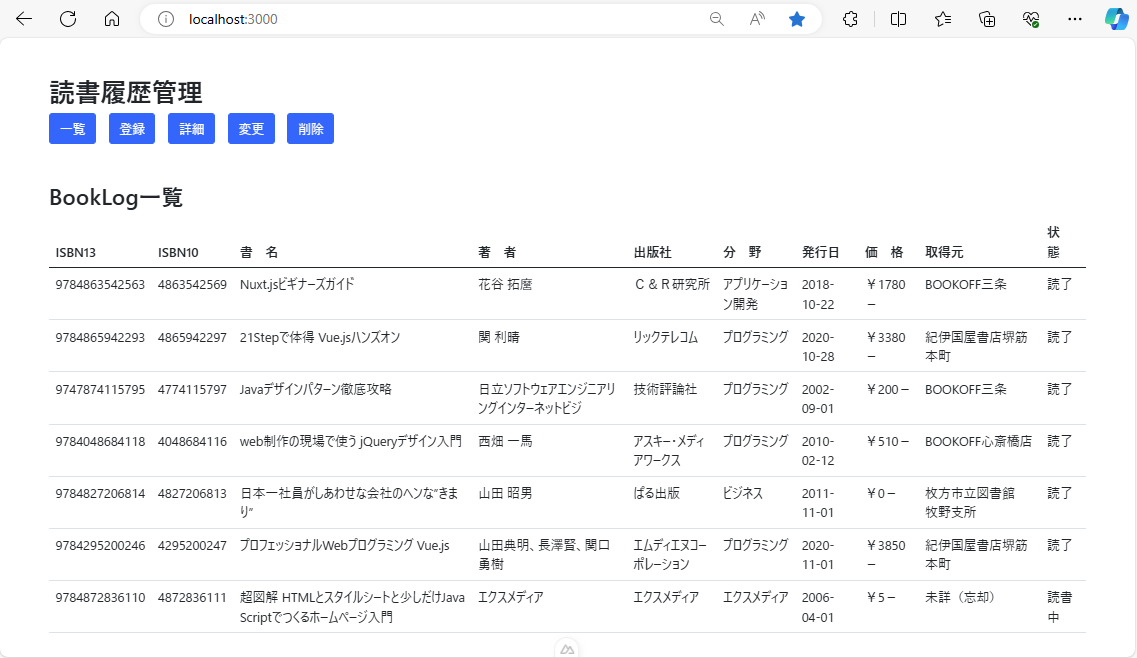 localhost:3000
読書履歴管理
一覧 登録 詳細 変更 削除
BookLog一覧
ISBN13 ISBN10 書　名 著　者 出版社 分　野 発行日 価　格 取得元 状態
9784863542563 4863542569 Nuxt.jsビギナーズガイド 花谷 拓磨 Ｃ＆Ｒ研究所 アプリケーション開発 2018-10-22 ￥1780− BOOKOFF三条 読了
9784865942293 4865942297 21Stepで体得 Vue.jsハンズオン 関 利晴 リックテレコム プログラミング 2020-10-28 ￥3380− 紀伊国屋書店堺筋本町 読了
9747874115795 4774115797 Javaデザインパターン徹底攻略 日立ソフトウェアエンジニアリングインターネットビジ 技術評論社 プログラミング 2002-09-01 ￥200− BOOKOFF三条 読了
9784048684118 4048684116 web制作の現場で使う jQueryデザイン入門 西畑 一馬 アスキー・メディアワークス プログラミング 2010-02-12 ￥510− BOOKOFF心斎橋店 読了
9784827206814 4827206813 日本一社員がしあわせな会社のヘンな"きまり" 山田 昭男 ぱる出版 ビジネス 2011-11-01 ￥0− 枚方市立図書館 牧野支所 読了
9784295200246 4295200247 プロフェッショナルWebプログラミング Vue.js 山田典明、長澤賢、関口勇樹 エムディエヌコーポレーション プログラミング 2020-11-01 ￥3850− 紀伊国屋書店堺筋本町 読了
9784872836110 4872836111 超図解 HTMLとスタイルシートと少しだけJavaScriptでつくるホームページ入門 エクスメディア エクスメディア エクスメディア 2006-04-01 ￥5− 未詳（忘却） 読書中